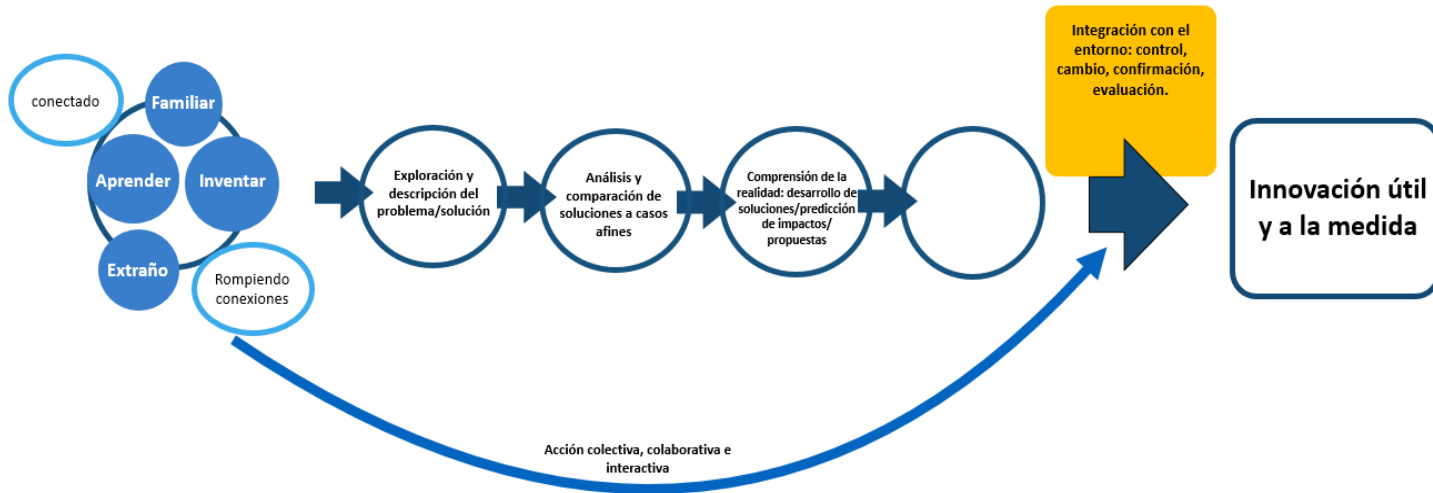 conectado
Familiar
Aprender
Inventar
Extraño
Rompiendo
conexiones
Exploración y
descripción del
problema/solución
Análisis y
comparación de
soluciones a casos
afines
Comprensión de la
realidad: desarrollo de
soluciones/predicción
de impactos/
propuestas
Integración con el
entorno: control,
cambio, confirmación,
evaluación.
Innovación útil
y a la medida
Acción colectiva, colaborativa e
interactiva